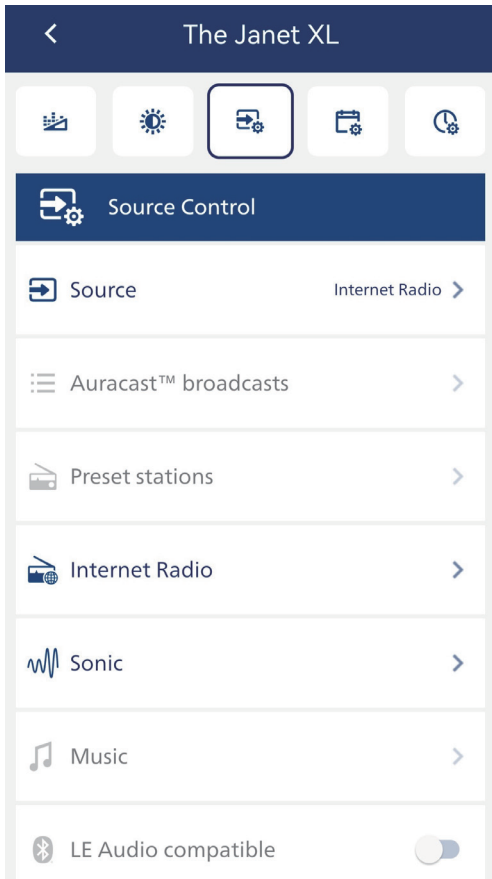 The Janet XL
Source Control
Source Internet Radio
Auracast™ broadcasts
Preset stations
Internet Radio
Sonic
Music
LE Audio compatible